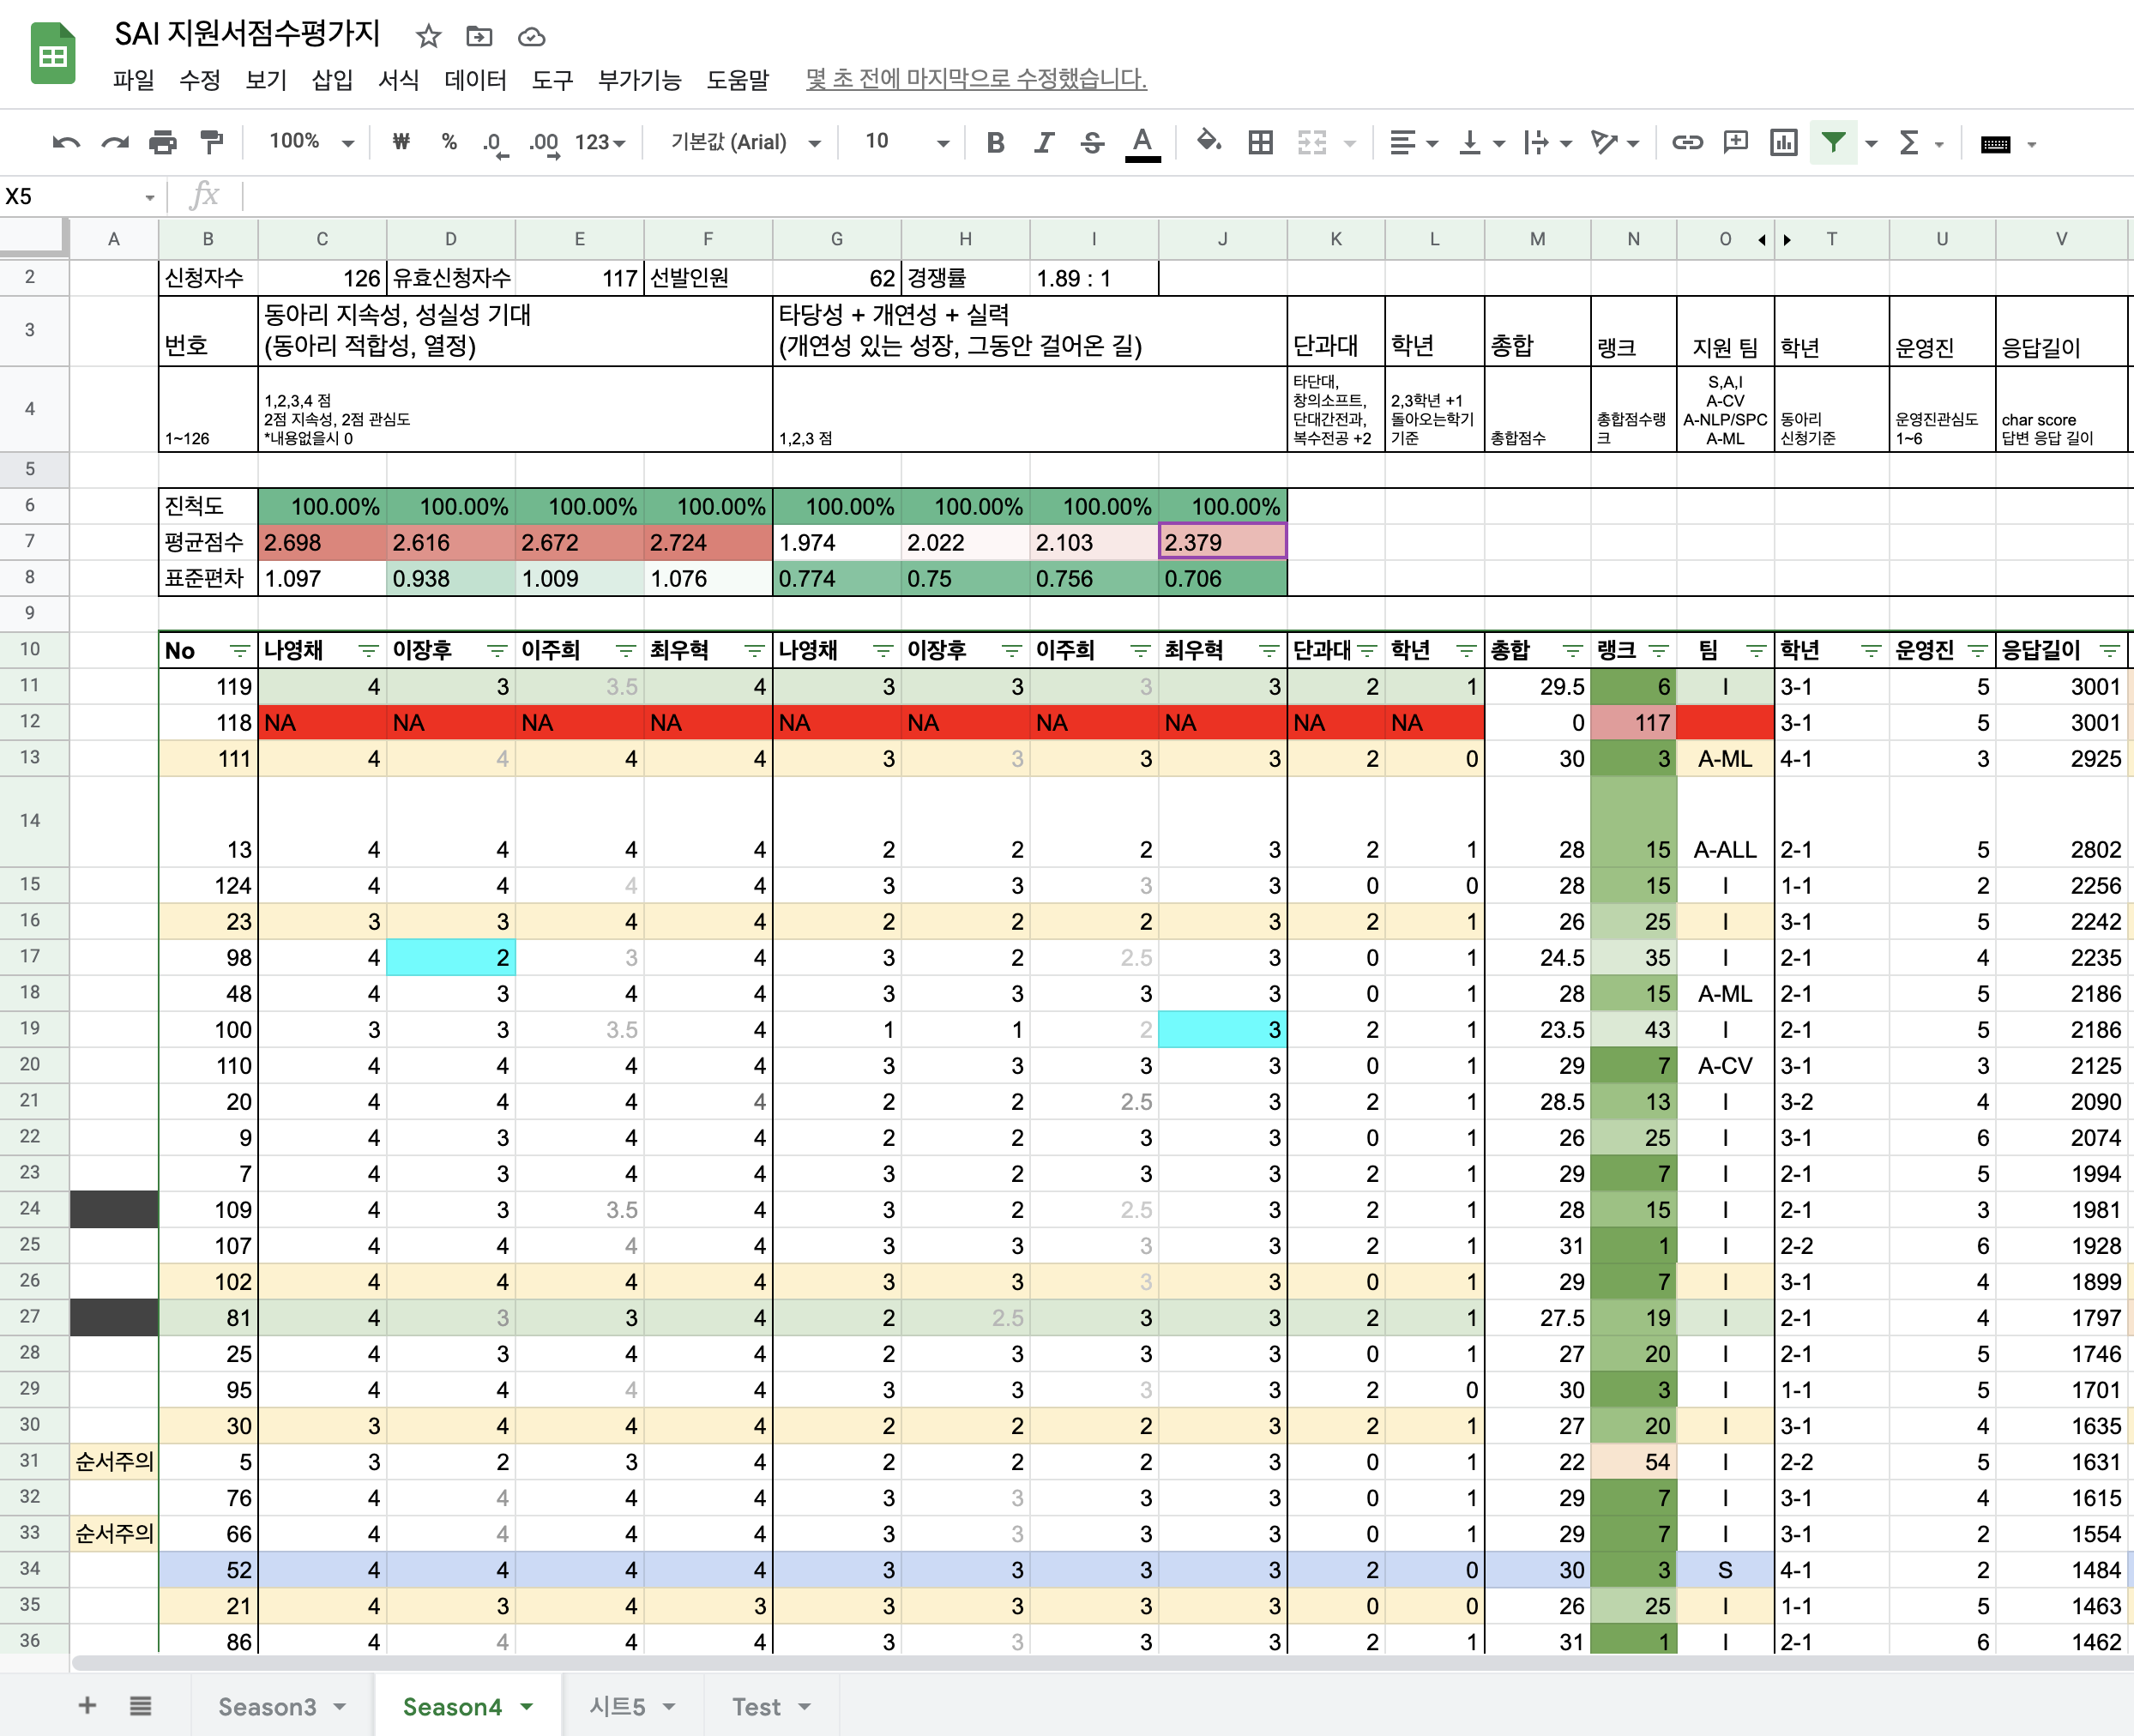 SAI 지원서점수평가지
파일 수정 보기 삽입 서식 데이터 도구 부가기능 도움말 몇 초 전에 마지막으로 수정했습니다.
100% ₩ % .0 .00 123 기본값 (Arial) 10 B I S A Σ
X5 fx
A B C D E F G H I J K L M N O T U V
2 신청자수 126 유효신청자수 117 선발인원 62 경쟁률 1.89 : 1
3 번호 동아리 지속성, 성실성 기대 타당성 + 개연성 + 실력 단과대 학년 총합 랭크 지원 팀 학년 운영진 응답길이
(동아리 적합성, 열정) (개연성 있는 성장, 그동안 걸어온 길)
4 1~126 1,2,3,4 점 1,2,3 점 타단대, 2,3학년 +1 총합점수 총합점수랭 S,A,I 동아리 운영진관심도 char score
2점 지속성, 2점 관심도 창의소프트, 돌아오는학기 크 A-CV 신청기준 1~6 답변 응답 길이
*내용없을시 0 단대간전과, 기준 A-NLP/SPC
복수전공 +2 A-ML
5
6 진척도 100.00% 100.00% 100.00% 100.00% 100.00% 100.00% 100.00% 100.00%
7 평균점수 2.698 2.616 2.672 2.724 1.974 2.022 2.103 2.379
8 표준편차 1.097 0.938 1.009 1.076 0.774 0.75 0.756 0.706
9
10 No 나영채 이장후 이주희 최우혁 나영채 이장후 이주희 최우혁 단과대 학년 총합 랭크 팀 학년 운영진 응답길이
11 119 4 3 3.5 4 3 3 3 3 2 1 29.5 6 I 3-1 5 3001
12 118 NA NA NA NA NA NA NA NA NA NA 0 117 3-1 5 3001
13 111 4 4 4 4 3 3 3 3 2 0 30 3 A-ML 4-1 3 2925
14 13 4 4 4 4 2 2 2 3 2 1 28 15 A-ALL 2-1 5 2802
15 124 4 4 4 4 3 3 3 3 0 0 28 15 I 1-1 2 2256
16 23 3 3 4 4 2 2 2 3 2 1 26 25 I 3-1 5 2242
17 98 4 2 3 4 3 2 2.5 3 0 1 24.5 35 I 2-1 4 2235
18 48 4 3 4 4 3 3 3 3 0 1 28 15 A-ML 2-1 5 2186
19 100 3 3 3.5 4 1 1 2 3 2 1 23.5 43 I 2-1 5 2186
20 110 4 4 4 4 3 3 3 3 0 1 29 7 A-CV 3-1 3 2125
21 20 4 4 4 4 2 2 2.5 3 2 1 28.5 13 I 3-2 4 2090
22 9 4 3 4 4 2 2 3 3 0 1 26 25 I 3-1 6 2074
23 7 4 3 4 4 3 2 3 3 2 1 29 7 I 2-1 5 1994
24 109 4 3 3.5 4 3 2 2.5 3 2 1 28 15 I 2-1 3 1981
25 107 4 4 4 4 3 3 3 3 2 1 31 1 I 2-2 6 1928
26 102 4 4 4 4 3 3 3 3 0 1 29 7 I 3-1 4 1899
27 81 4 3 3 4 2 2.5 3 3 2 1 27.5 19 I 2-1 4 1797
28 25 4 3 4 4 2 3 3 3 0 1 27 20 I 2-1 5 1746
29 95 4 4 4 4 3 3 3 3 2 0 30 3 I 1-1 5 1701
30 30 3 4 4 4 2 2 2 3 2 1 27 20 I 3-1 4 1635
31 순서주의 5 3 2 3 4 2 2 2 3 0 1 22 54 I 2-2 5 1631
32 76 4 4 4 4 3 3 3 3 0 1 29 7 I 3-1 4 1615
33 순서주의 66 4 4 4 4 3 3 3 3 0 1 29 7 I 3-1 2 1554
34 52 4 4 4 4 3 3 3 3 2 0 30 3 S 4-1 2 1484
35 21 4 3 4 3 3 3 3 3 0 0 26 25 I 1-1 5 1463
36 86 4 4 4 4 3 3 3 3 2 1 31 1 I 2-1 6 1462
+ Season3 Season4 시트5 Test